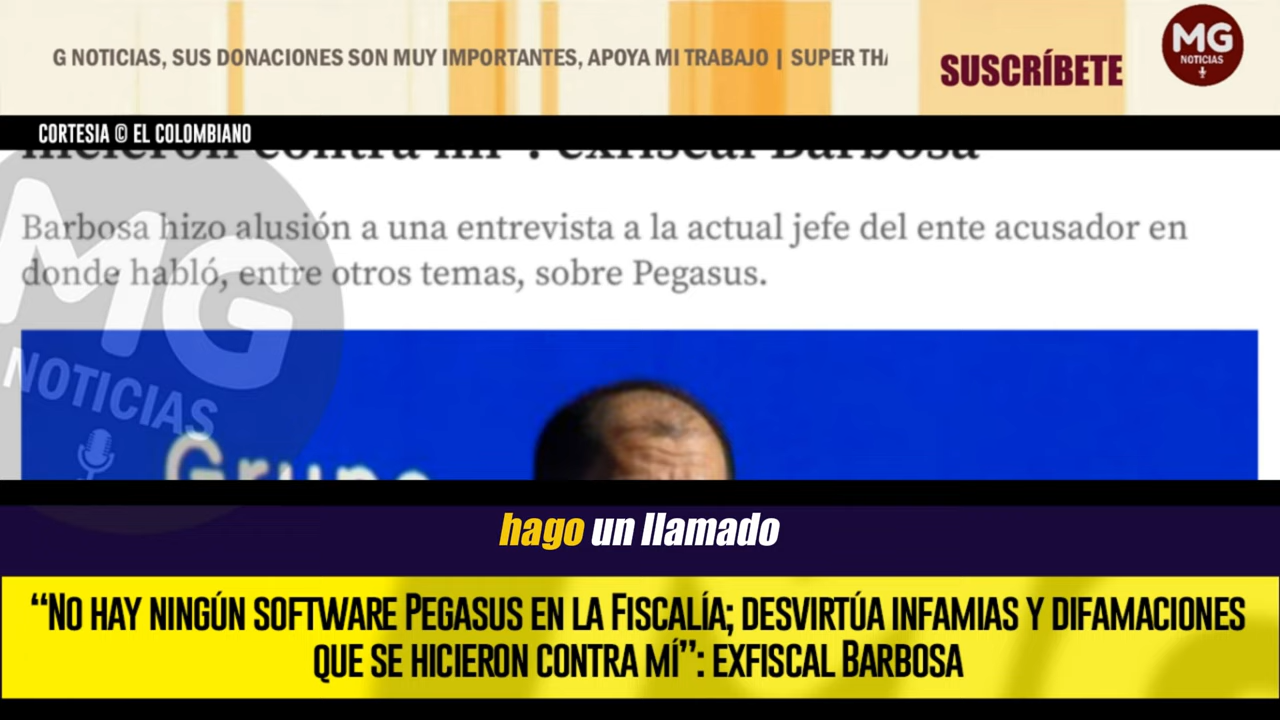 G NOTICIAS, SUS DONACIONES SON MUY IMPORTANTES, APOYA MI TRABAJO | SUPER THA
SUSCRÍBETE
MG
NOTICIAS
CORTESIA © EL COLOMBIANO
hicieron contra mí”: exfiscal Barbosa
Barbosa hizo alusión a una entrevista a la actual jefe del ente acusador en
donde habló, entre otros temas, sobre Pegasus.
MG
NOTICIAS
Grupo
hago un llamado
“NO HAY NINGÚN SOFTWARE PEGASUS EN LA FISCALÍA; DESVIRTÚA INFAMIAS Y DIFAMACIONES
QUE SE HICIERON CONTRA MÍ”: EXFISCAL BARBOSA